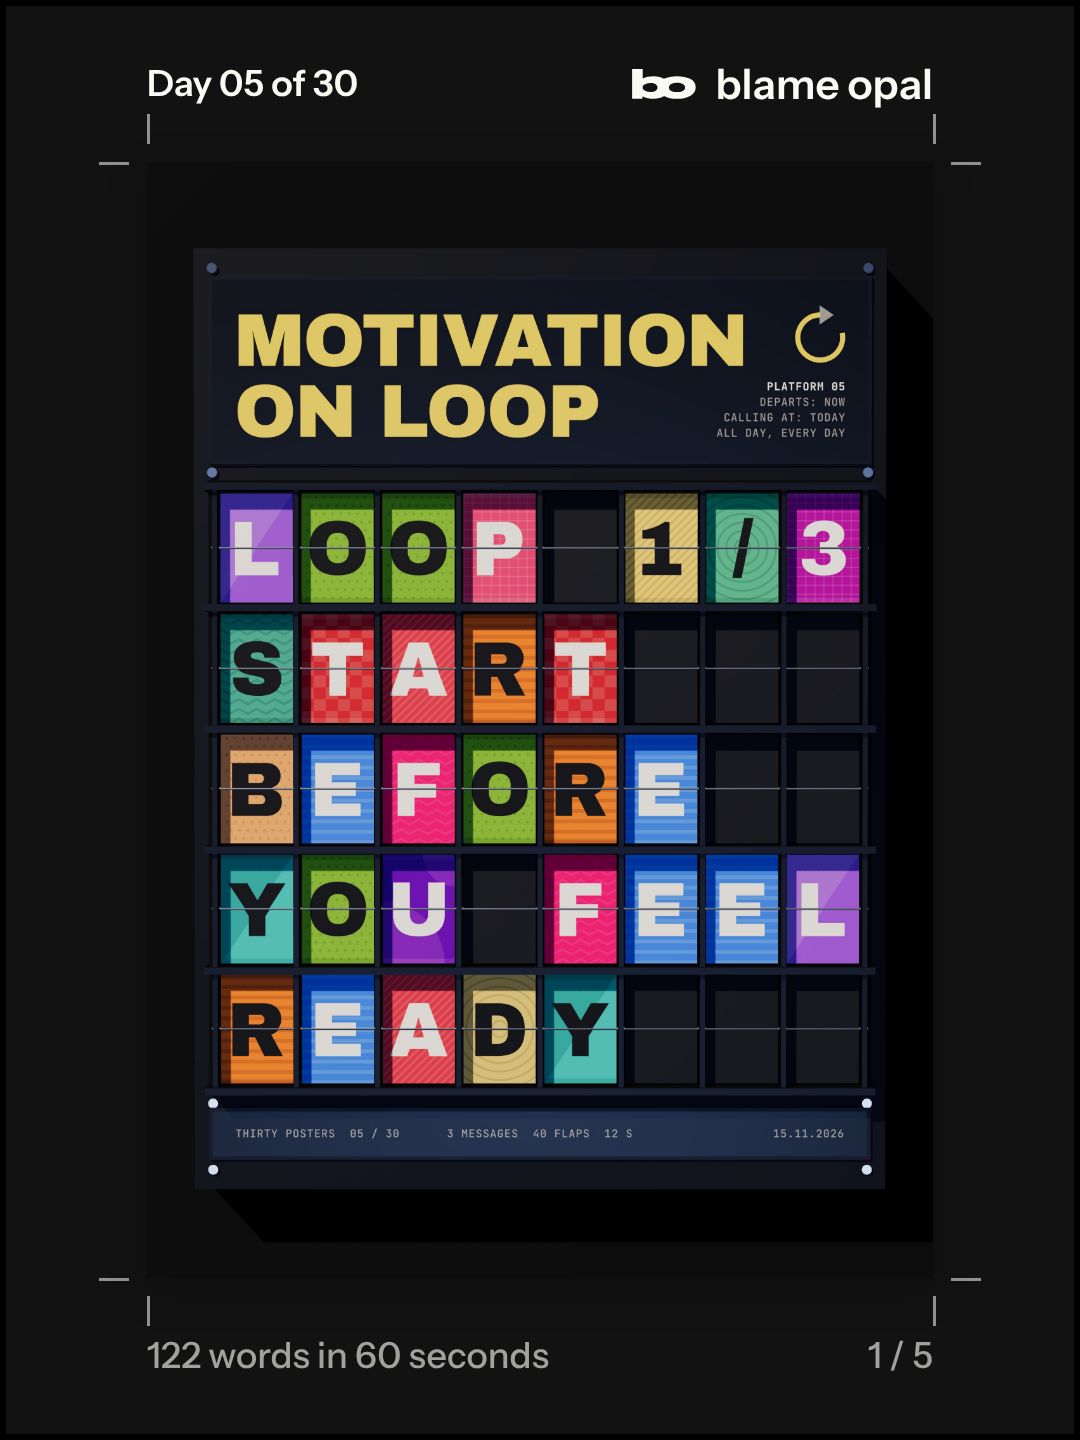 Day 05 of 30
bo blame opal
MOTIVATION
ON LOOP
PLATFORM 05
DEPARTS: NOW
CALLING AT: TODAY
ALL DAY, EVERY DAY
LOOP 1/3
START
BEFORE
YOU FEEL
READY
THIRTY POSTERS 05 / 30 3 MESSAGES 40 FLAPS 12 S 15.11.2026
122 words in 60 seconds
1 / 5